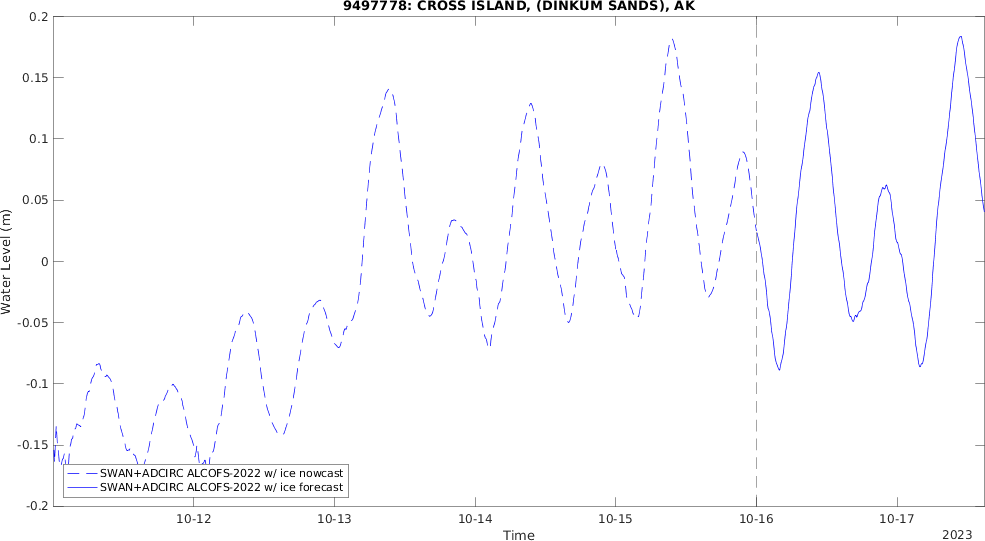 9497778: CROSS ISLAND, (DINKUM SANDS), AK
0.2
0.15
0.1
0.05
0
-0.05
-0.1
-0.15
-0.2
Water Level (m)
SWAN+ADCIRC ALCOFS-2022 w/ ice nowcast
SWAN+ADCIRC ALCOFS-2022 w/ ice forecast
10-12 10-13 10-14 10-15 10-16 10-17
Time
2023